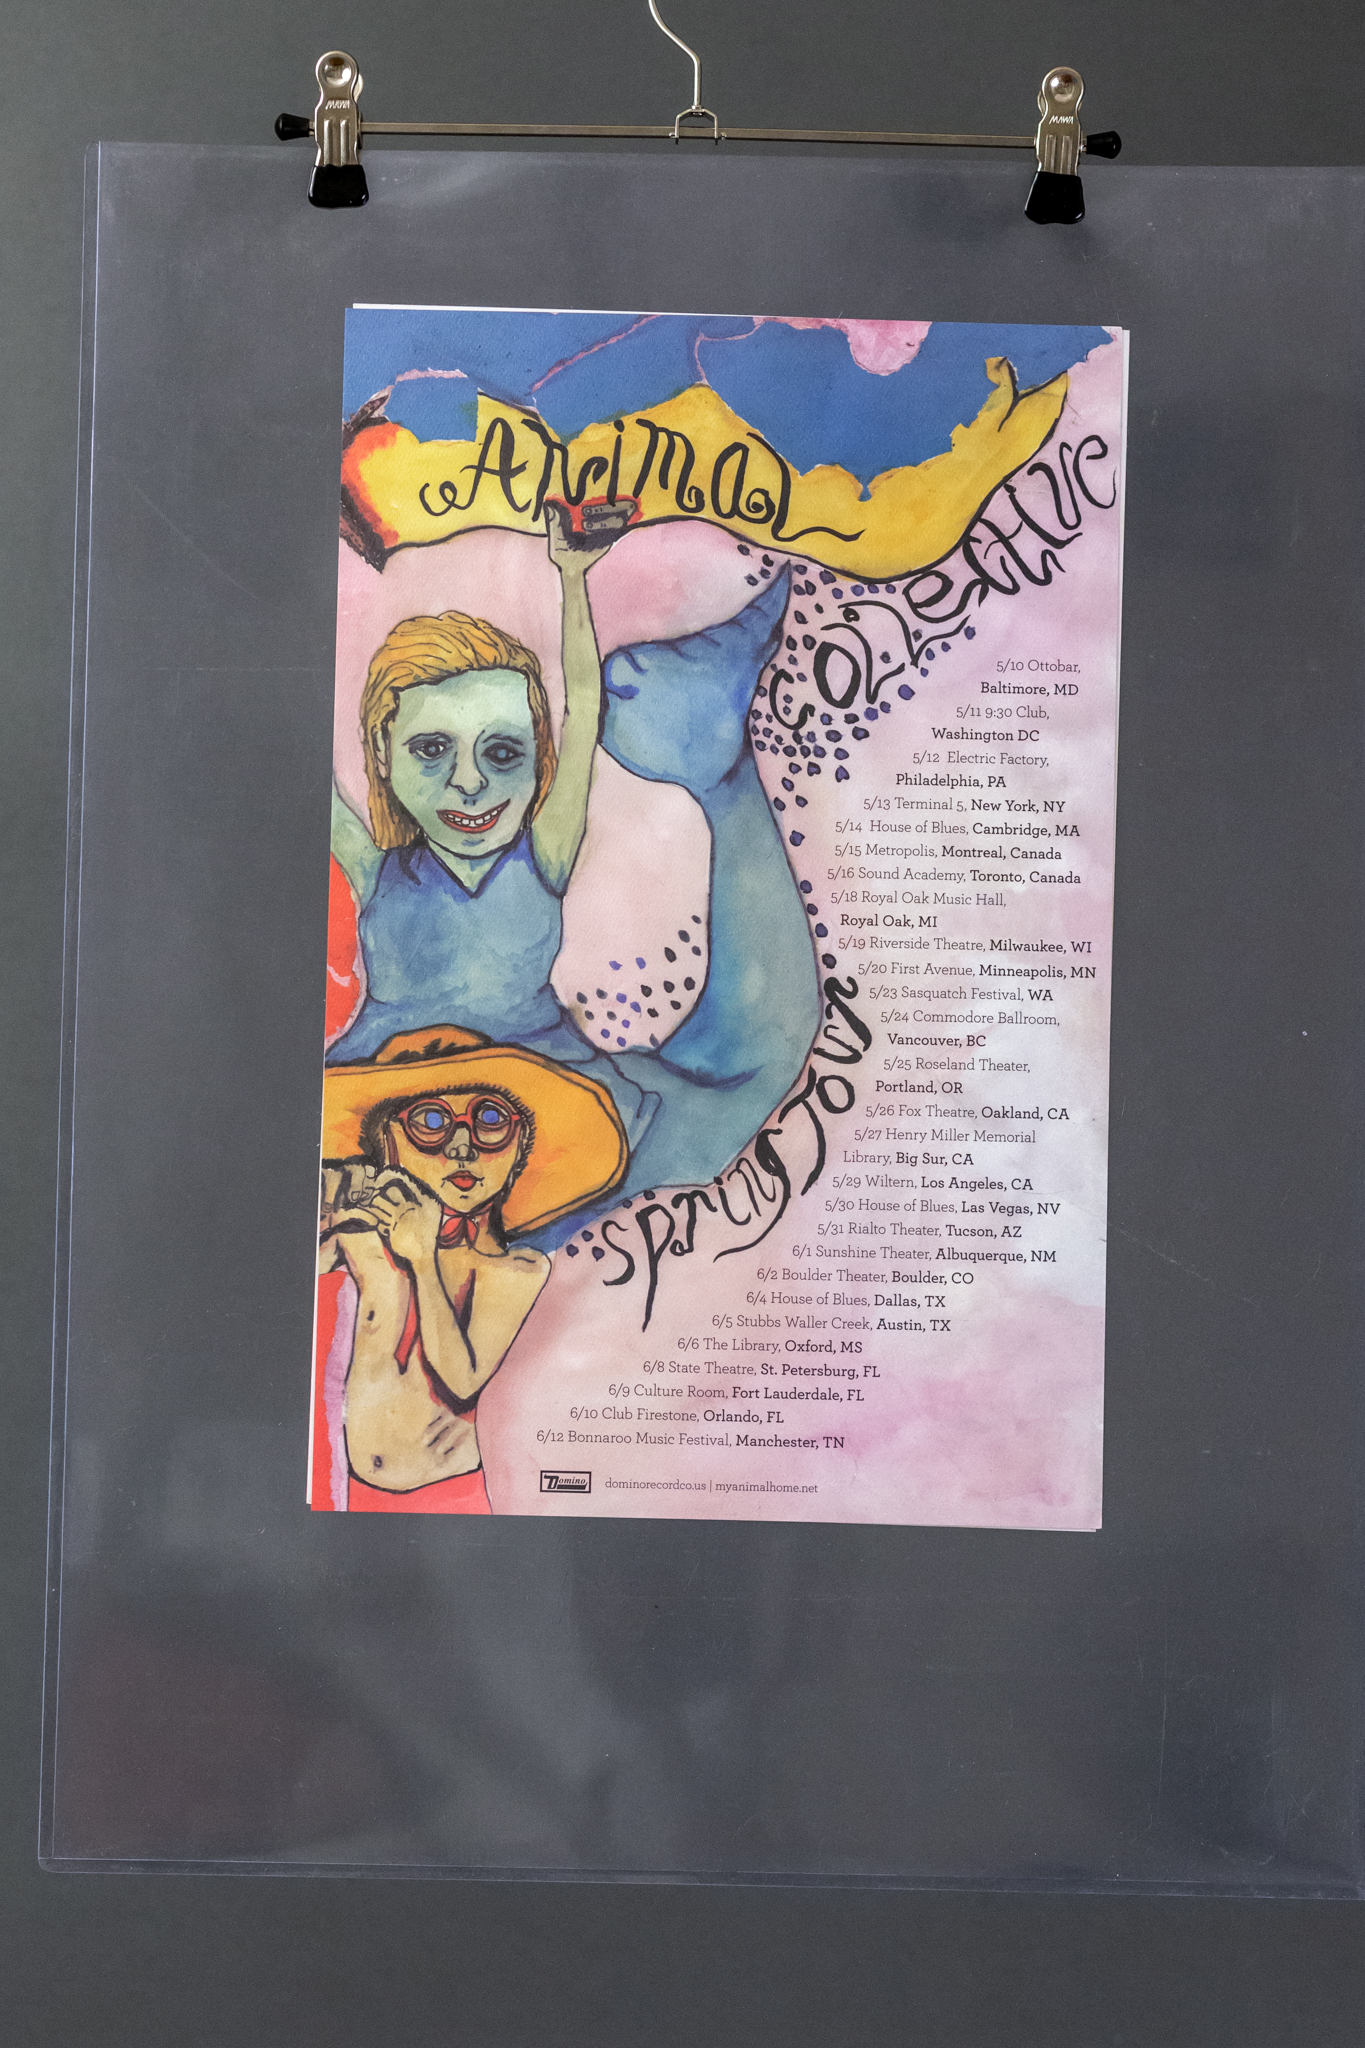 MAWA
MAWA
Animal
Collective
5/10 Ottobar,
Baltimore, MD
5/11 9:30 Club,
Washington DC
5/12 Electric Factory,
Philadelphia, PA
5/13 Terminal 5, New York, NY
5/14 House of Blues, Cambridge, MA
5/15 Metropolis, Montreal, Canada
5/16 Sound Academy, Toronto, Canada
5/18 Royal Oak Music Hall,
Royal Oak, MI
5/19 Riverside Theatre, Milwaukee, WI
5/20 First Avenue, Minneapolis, MN
5/23 Sasquatch Festival, WA
5/24 Commodore Ballroom,
Vancouver, BC
5/25 Roseland Theater,
Portland, OR
5/26 Fox Theatre, Oakland, CA
5/27 Henry Miller Memorial
Library, Big Sur, CA
5/29 Wiltern, Los Angeles, CA
5/30 House of Blues, Las Vegas, NV
5/31 Rialto Theater, Tucson, AZ
6/1 Sunshine Theater, Albuquerque, NM
6/2 Boulder Theater, Boulder, CO
6/4 House of Blues, Dallas, TX
6/5 Stubbs Waller Creek, Austin, TX
6/6 The Library, Oxford, MS
6/8 State Theatre, St. Petersburg, FL
6/9 Culture Room, Fort Lauderdale, FL
6/10 Club Firestone, Orlando, FL
6/12 Bonnaroo Music Festival, Manchester, TN
Spring Tour
Domino
dominorecordco.us | myanimalhome.net